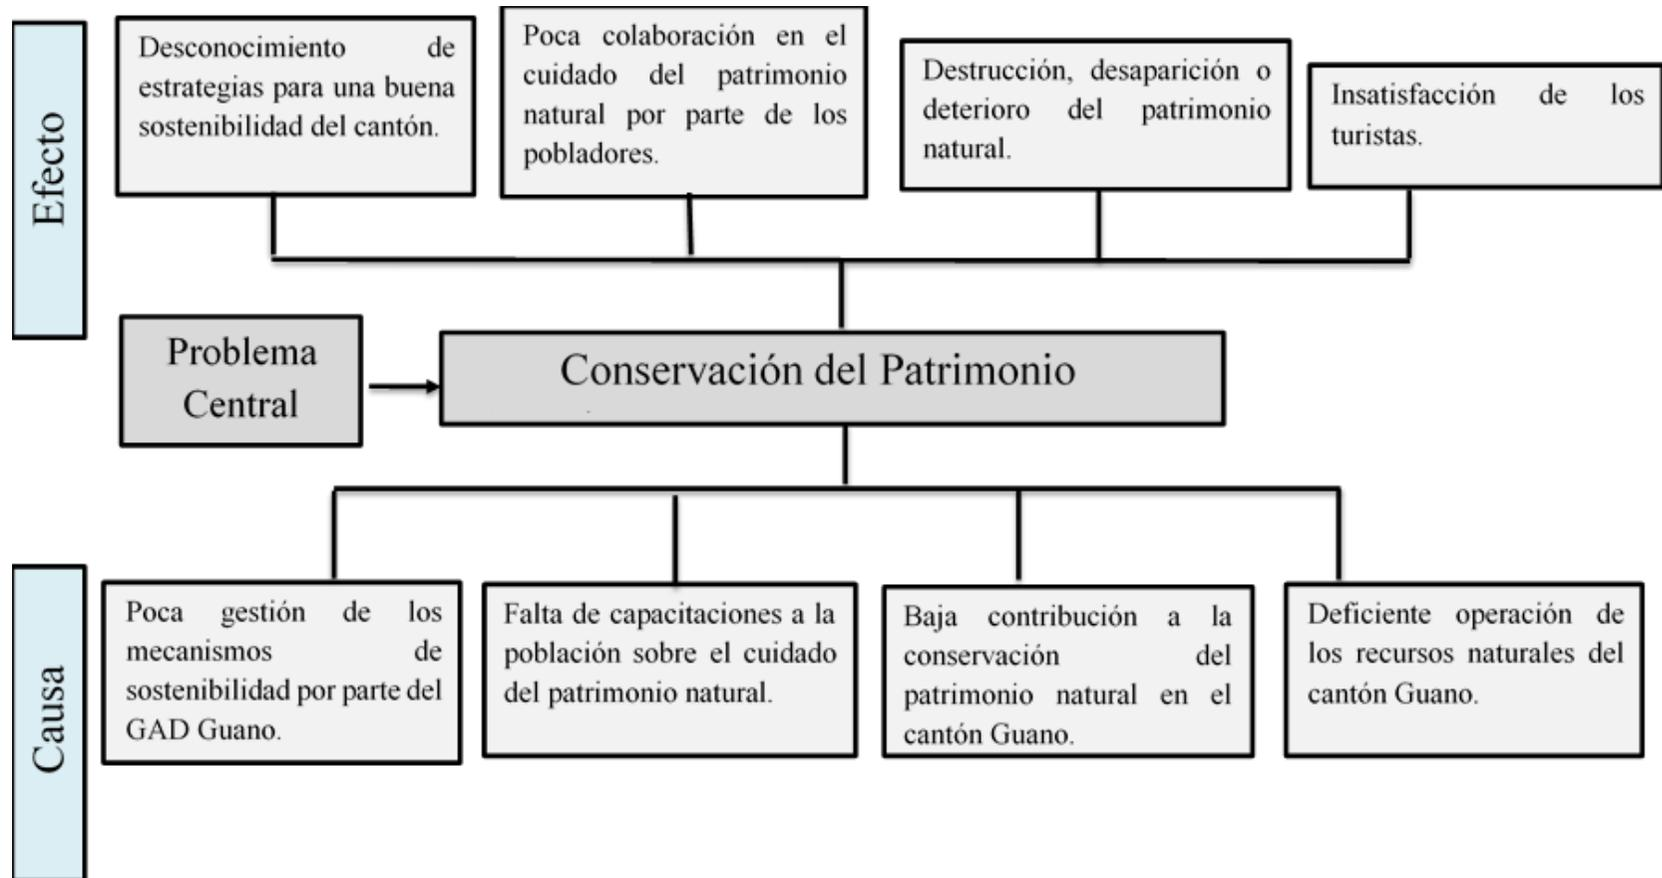 Efecto
Desconocimiento de
estrategias para una buena
sostenibilidad del cantón.
Poca colaboración en el
cuidado del patrimonio
natural por parte de los
pobladores.
Destrucción, desaparición o
deterioro del patrimonio
natural.
Insatisfacción de los
turistas.
Problema
Central
Conservación del Patrimonio
Causa
Poca gestión de los
mecanismos de
sostenibilidad por parte del
GAD Guano.
Falta de capacitaciones a la
población sobre el cuidado
del patrimonio natural.
Baja contribución a la
conservación del
patrimonio natural en el
cantón Guano.
Deficiente operación de
los recursos naturales del
cantón Guano.